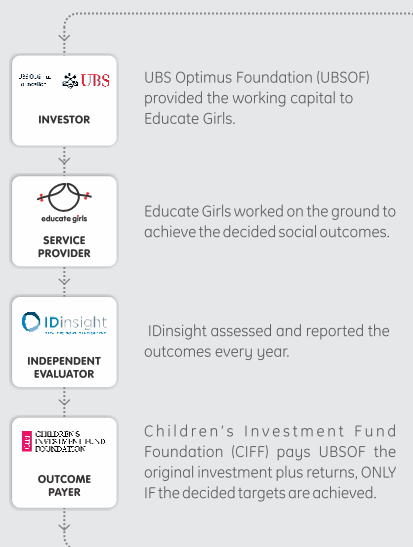 UBS
INVESTOR
UBS Optimus Foundation (UBSOF)
provided the working capital to
Educate Girls.
educate girls
SERVICE
PROVIDER
Educate Girls worked on the ground to
achieve the decided social outcomes.
IDinsight
INDEPENDENT
EVALUATOR
IDinsight assessed and reported the
outcomes every year.
CIFF
CHILDREN'S
INVESTMENT FUND
FOUNDATION
OUTCOME
PAYER
Children's Investment Fund
Foundation (CIFF) pays UBSOF the
original investment plus returns, ONLY
IF the decided targets are achieved.